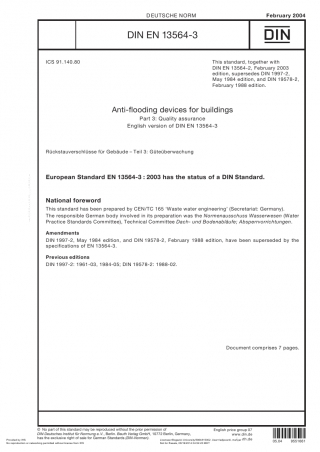 DEUTSCHE NORM
February 2004
DIN EN 13564-3
DIN
ICS 91.140.80
This standard, together with
DIN EN 13564-2, February 2003
edition, supersedes DIN 1997-2,
May 1984 edition, and DIN 19578-2,
February 1988 edition.
Anti-flooding devices for buildings
Part 3: Quality assurance
English version of DIN EN 13564-3
Rückstauverschlüsse für Gebäude – Teil 3: Güteüberwachung
European Standard EN 13564-3 : 2003 has the status of a DIN Standard.
National foreword
This standard has been prepared by CEN/TC 165 'Waste water engineering' (Secretariat: Germany).
The responsible German body involved in its preparation was the Normenausschuss Wasserwesen (Water
Practice Standards Committee), Technical Committee Dach- und Bodenabläufe; Absperrvorrichtungen.
Amendments
DIN 1997-2, May 1984 edition. and DIN 19578-2, February 1988 edition, have been superseded by the
specifications of EN 13564-3.
Previous editions
DIN 1997-2: 1961-03, 1984-05; DIN 19578-2: 1988-02.
Document comprises 7 pages.
© No part of this standard may be reproduced without the prior permission of
DIN Deutsches Institut für Normung e.V., Berlin. Beuth Verlag GmbH, 10772 Berlin, Germany,
has the exclusive right of sale for German Standards (DIN-Normen).
English price group 07
www.din.de